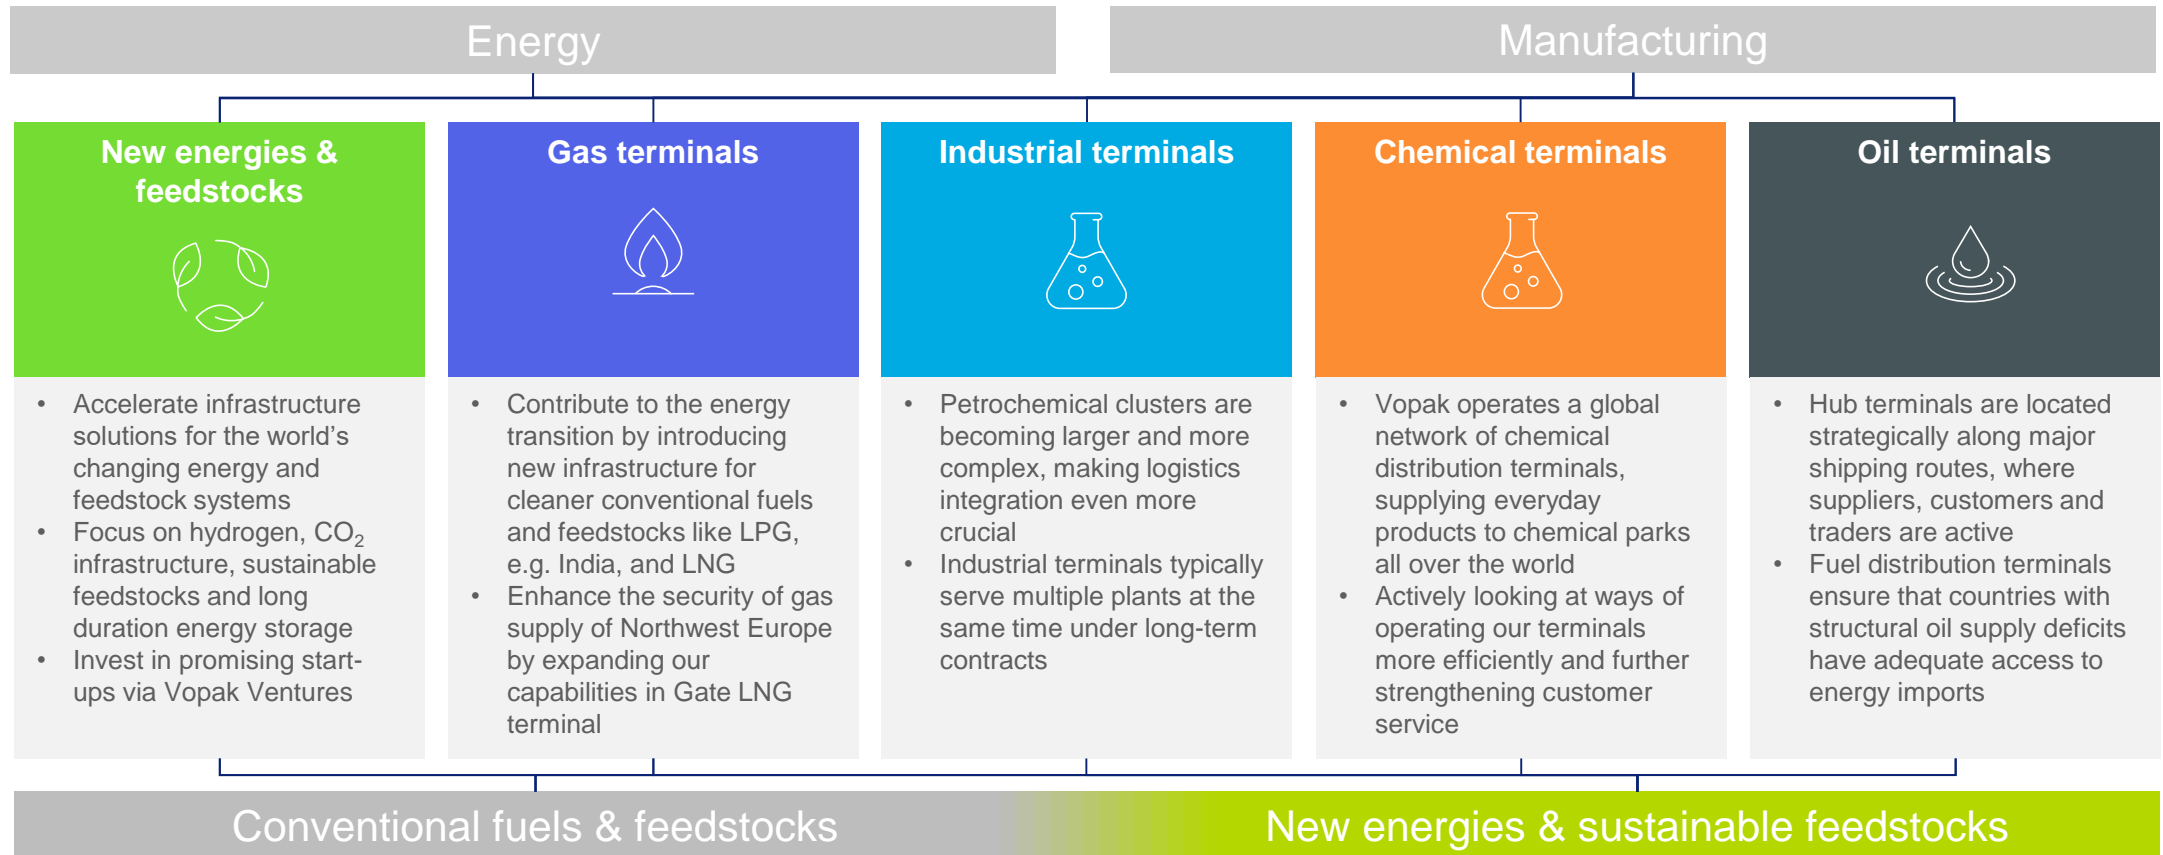 Energy
Manufacturing
New energies &
feedstocks
• Accelerate infrastructure
solutions for the world's
changing energy and
feedstock systems
• Focus on hydrogen, CO₂
infrastructure, sustainable
feedstocks and long
duration energy storage
• Invest in promising start-
ups via Vopak Ventures
Gas terminals
• Contribute to the energy
transition by introducing
new infrastructure for
cleaner conventional fuels
and feedstocks like LPG,
e.g. India, and LNG
• Enhance the security of gas
supply of Northwest Europe
by expanding our
capabilities in Gate LNG
terminal
Industrial terminals
• Petrochemical clusters are
becoming larger and more
complex, making logistics
integration even more
crucial
• Industrial terminals typically
serve multiple plants at the
same time under long-term
contracts
Chemical terminals
• Vopak operates a global
network of chemical
distribution terminals,
supplying everyday
products to chemical parks
all over the world
• Actively looking at ways of
operating our terminals
more efficiently and further
strengthening customer
service
Oil terminals
• Hub terminals are located
strategically along major
shipping routes, where
suppliers, customers and
traders are active
• Fuel distribution terminals
ensure that countries with
structural oil supply deficits
have adequate access to
energy imports
Conventional fuels & feedstocks
New energies & sustainable feedstocks